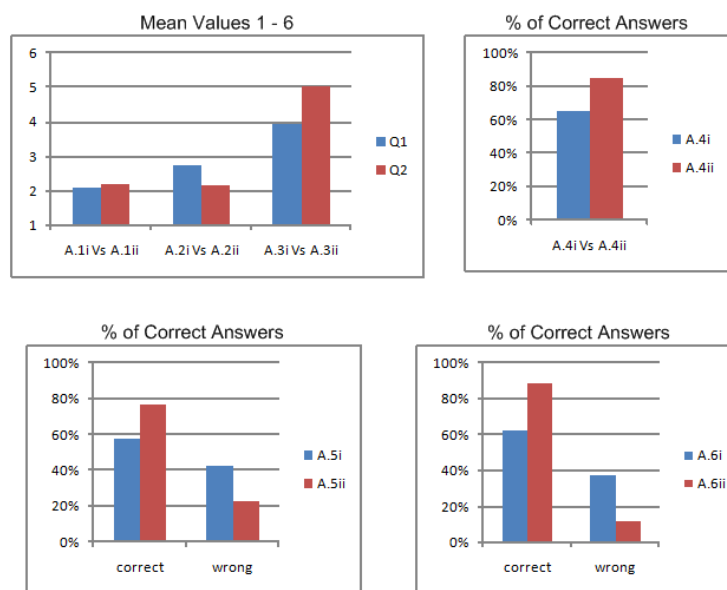 Mean Values 1 - 6
6
5
4
3
2
1
A.1i Vs A.1ii A.2i Vs A.2ii A.3i Vs A.3ii
Q1
Q2
% of Correct Answers
100%
80%
60%
40%
20%
0%
A.4i Vs A.4ii
A.4i
A.4ii
% of Correct Answers
100%
80%
60%
40%
20%
0%
correct wrong
A.5i
A.5ii
% of Correct Answers
100%
80%
60%
40%
20%
0%
correct wrong
A.6i
A.6ii